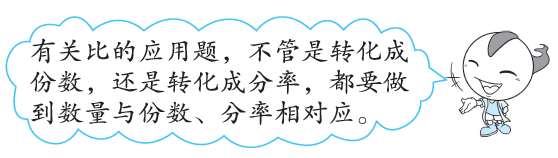 有关比的应用题，不管是转化成
份数，还是转化成分率，都要做
到数量与份数、分率相对应。